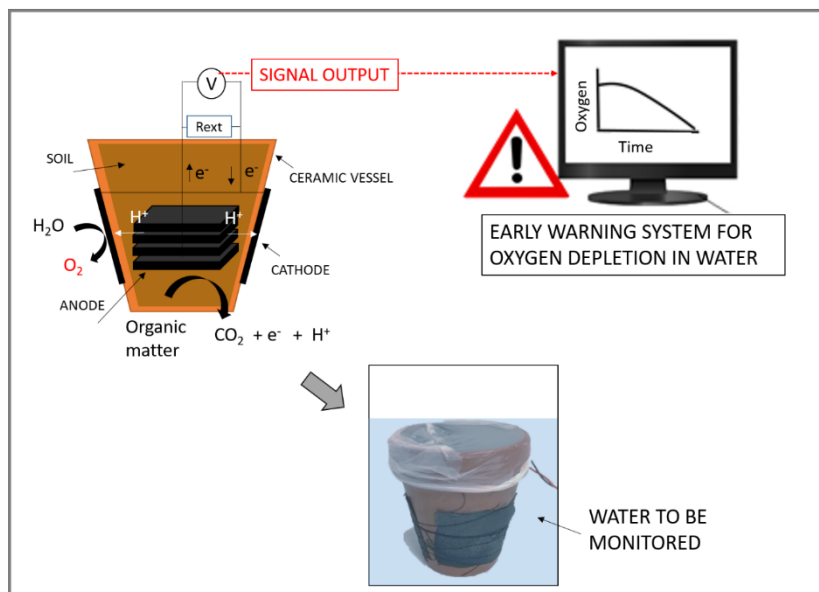 V
SIGNAL OUTPUT
Rext
SOIL
e⁻
e⁻
CERAMIC VESSEL
H⁺
H⁺
H₂O
O₂
CATHODE
ANODE
Organic
matter
CO₂ + e⁻ + H⁺
Oxygen
Time
!
EARLY WARNING SYSTEM FOR
OXYGEN DEPLETION IN WATER
WATER TO BE
MONITORED